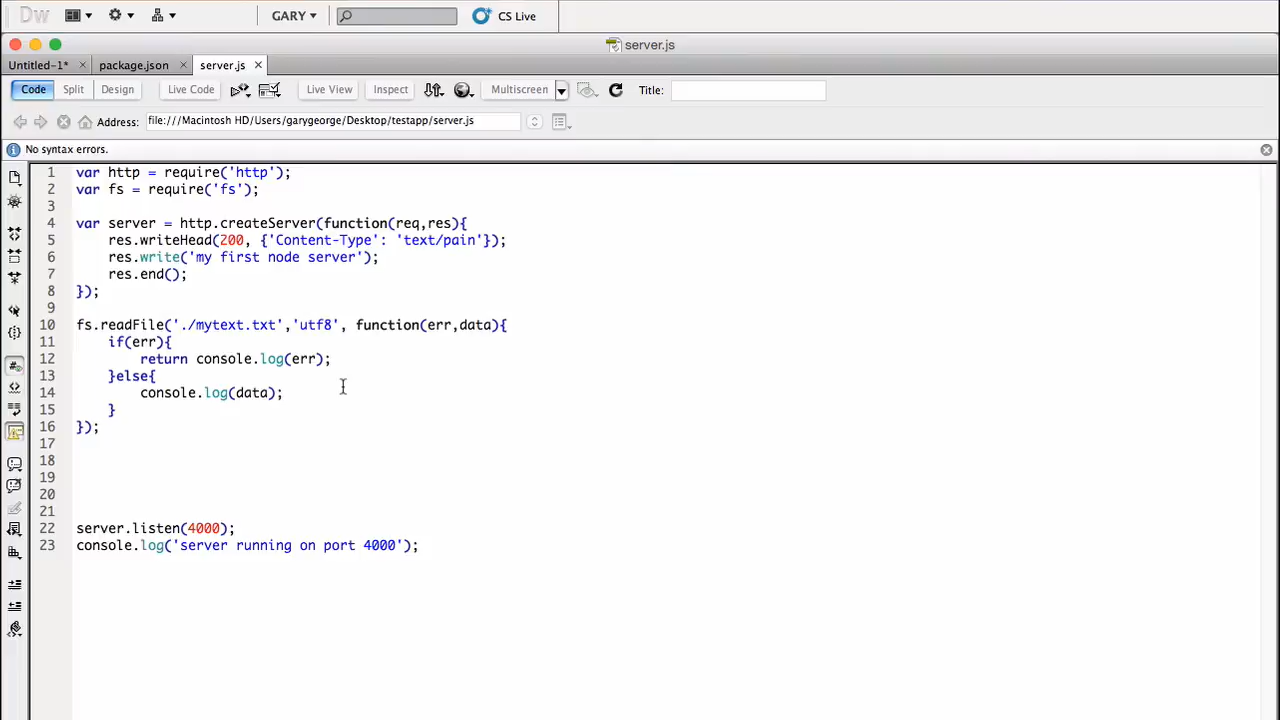 Dw GARY CS Live
server.js
Untitled-1* × package.json × server.js ×
Code Split Design Live Code Live View Inspect Multiscreen Title:
Address: file:///Macintosh HD/Users/garygeorge/Desktop/testapp/server.js
No syntax errors.
1 var http = require('http');
2 var fs = require('fs');
3
4 var server = http.createServer(function(req,res){
5 res.writeHead(200, {'Content-Type': 'text/pain'});
6 res.write('my first node server');
7 res.end();
8 });
9
10 fs.readFile('./mytext.txt','utf8', function(err,data){
11 if(err){
12 return console.log(err);
13 }else{
14 console.log(data);
15 }
16 });
17
18
19
20
21
22 server.listen(4000);
23 console.log('server running on port 4000');